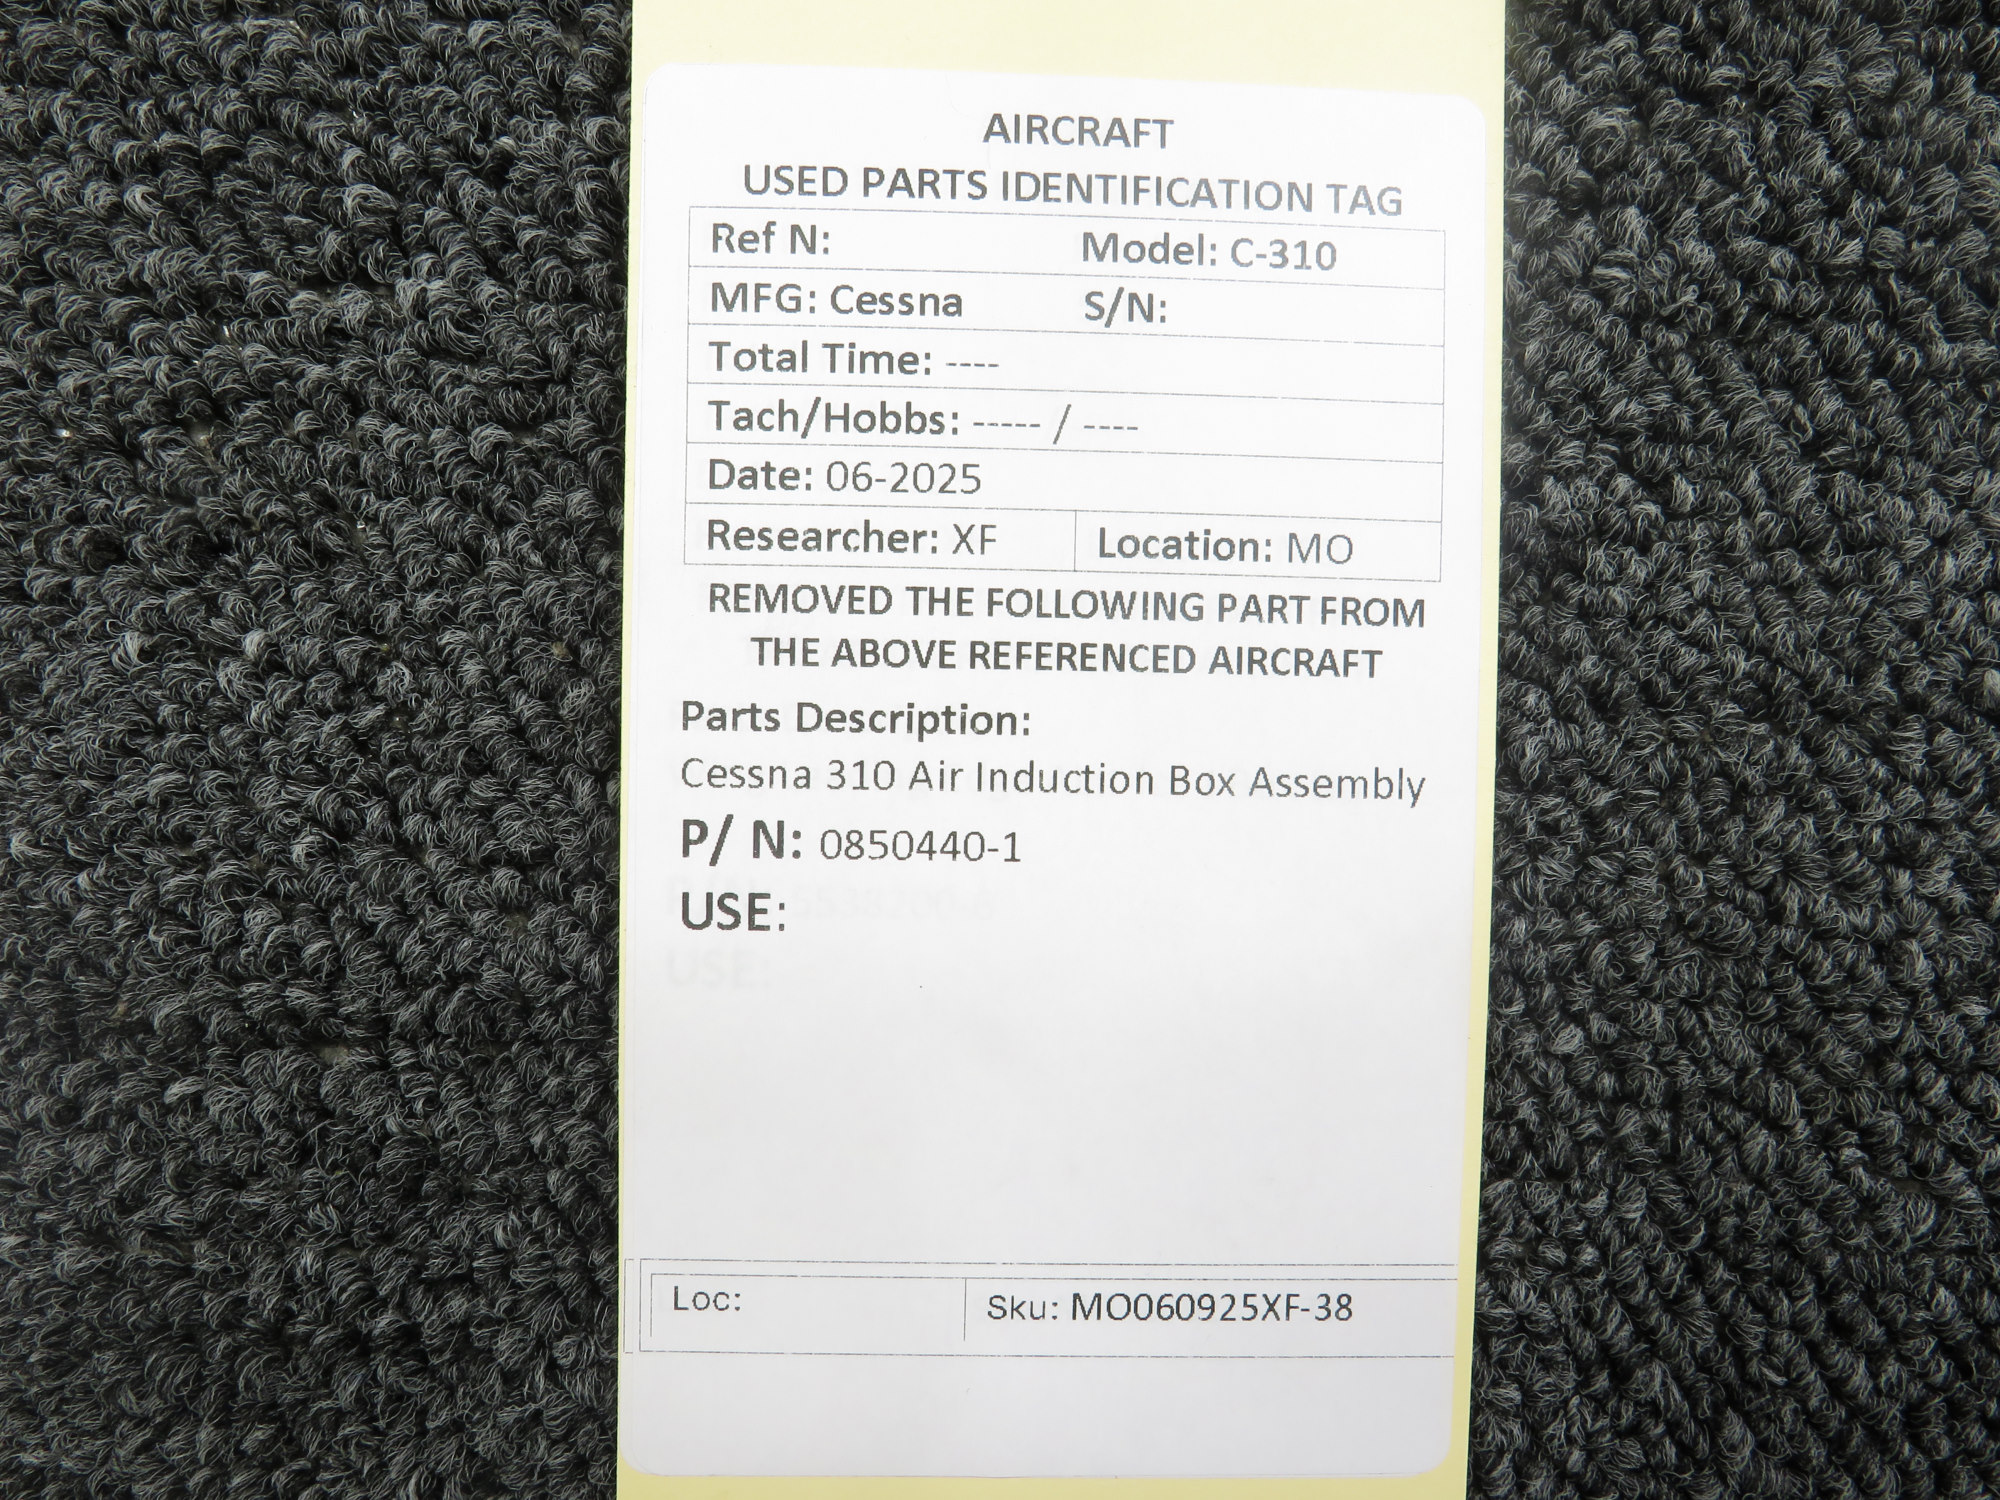 AIRCRAFT
USED PARTS IDENTIFICATION TAG
Ref N: Model: C-310
MFG: Cessna S/N:
Total Time: ----
Tach/Hobbs: ----- / ----
Date: 06-2025
Researcher: XF Location: MO
REMOVED THE FOLLOWING PART FROM
THE ABOVE REFERENCED AIRCRAFT
Parts Description:
Cessna 310 Air Induction Box Assembly
P/ N: 0850440-1
USE:
USE:
Loc: Sku: MO060925XF-38